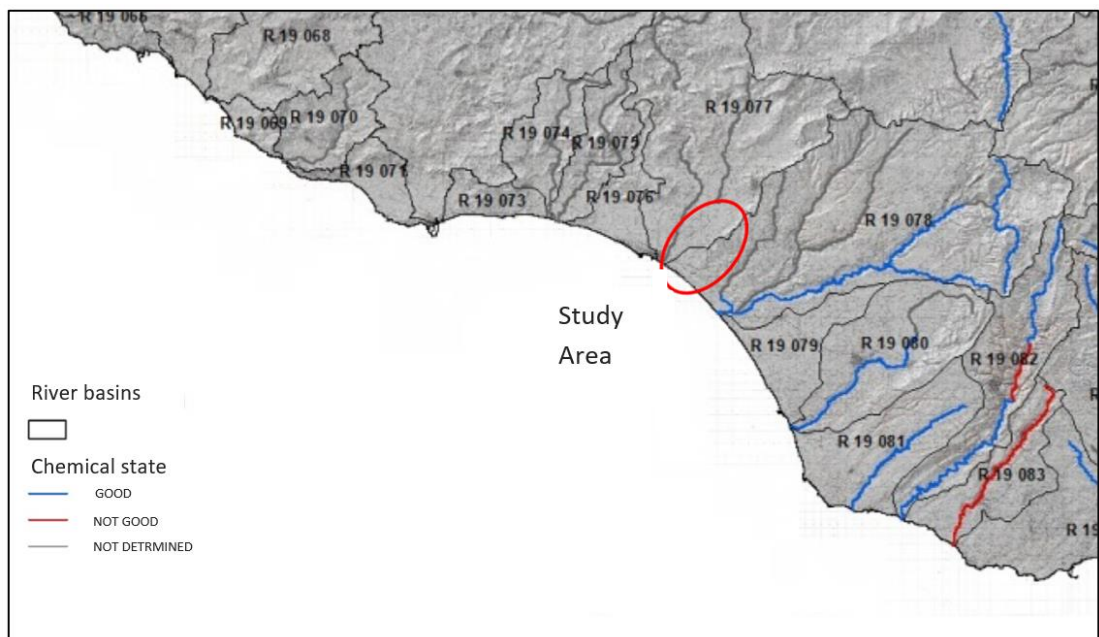 R 19 066
R 19 068
R 19 077
R 19 069
R 19 070
R 19 074
R 19 075
R 19 071
R 19 073
R 19 076
R 19 078
Study
Area
R 19 079
R 19 080
R 19 082
River basins
R 19 081
Chemical state
R 19 083
GOOD
NOT GOOD
NOT DETRMINED
R 19